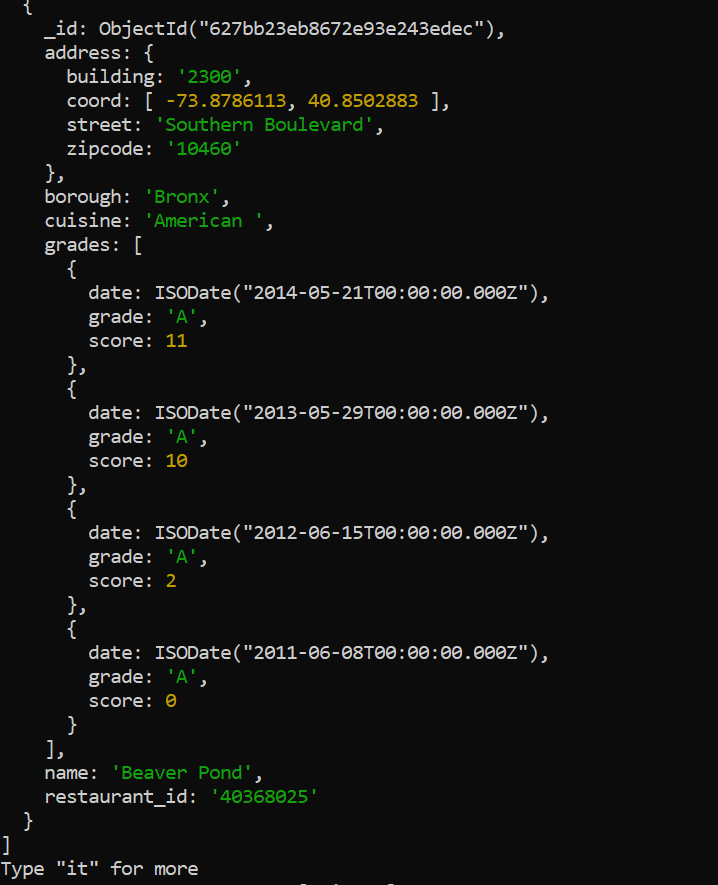 {
_id: ObjectId("627bb23eb8672e93e243edec"),
address: {
building: '2300',
coord: [ -73.8786113, 40.8502883 ],
street: 'Southern Boulevard',
zipcode: '10460'
},
borough: 'Bronx',
cuisine: 'American ',
grades: [
{
date: ISODate("2014-05-21T00:00:00.000Z"),
grade: 'A',
score: 11
},
{
date: ISODate("2013-05-29T00:00:00.000Z"),
grade: 'A',
score: 10
},
{
date: ISODate("2012-06-15T00:00:00.000Z"),
grade: 'A',
score: 2
},
{
date: ISODate("2011-06-08T00:00:00.000Z"),
grade: 'A',
score: 0
}
],
name: 'Beaver Pond',
restaurant_id: '40368025'
}
]
Type "it" for more